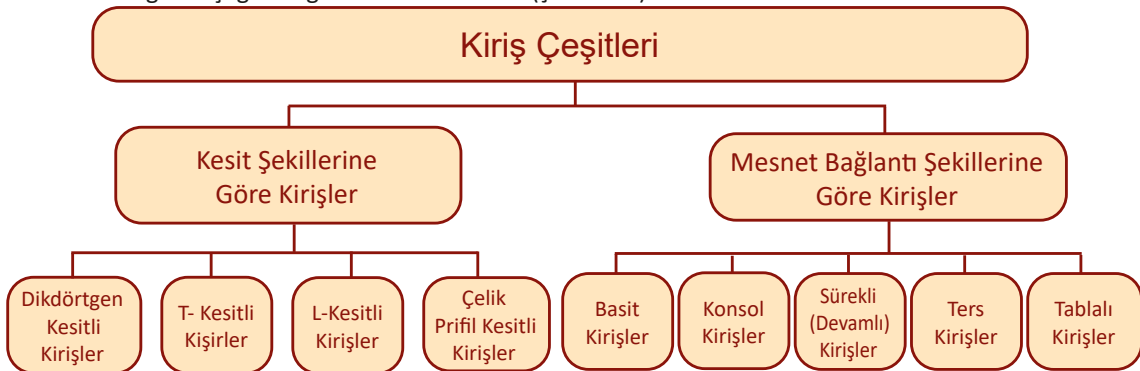 Kiriş Çeşitleri
Kesit Şekillerine
Göre Kirişler
Mesnet Bağlantı Şekillerine
Göre Kirişler
Dikdörtgen
Kesitli
Kirişler
T- Kesitli
Kişirler
L-Kesitli
Kirişler
Çelik
Prifil Kesitli
Kirişler
Basit
Kirişler
Konsol
Kirişler
Sürekli
(Devamlı)
Kirişler
Ters
Kirişler
Tablalı
Kirişler